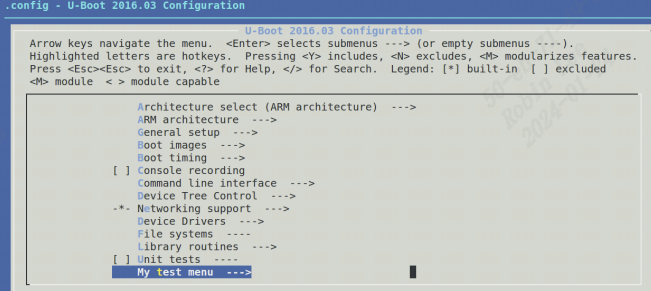 .config - U-Boot 2016.03 Configuration
U-Boot 2016.03 Configuration
Arrow keys navigate the menu.  <Enter> selects submenus ---> (or empty submenus ----).
Highlighted letters are hotkeys.  Pressing <Y> includes, <N> excludes, <M> modularizes features.
Press <Esc><Esc> to exit, <?> for Help, </> for Search.  Legend: [*] built-in  [ ] excluded
<M> module  < > module capable
Architecture select (ARM architecture)  --->
ARM architecture  --->
General setup  --->
Boot images  --->
Boot timing  --->
[ ] Console recording
Command line interface  --->
Device Tree Control  --->
-*- Networking support  --->
Device Drivers  --->
File systems  ----
Library routines  --->
[ ] Unit tests  ----
My test menu  --->